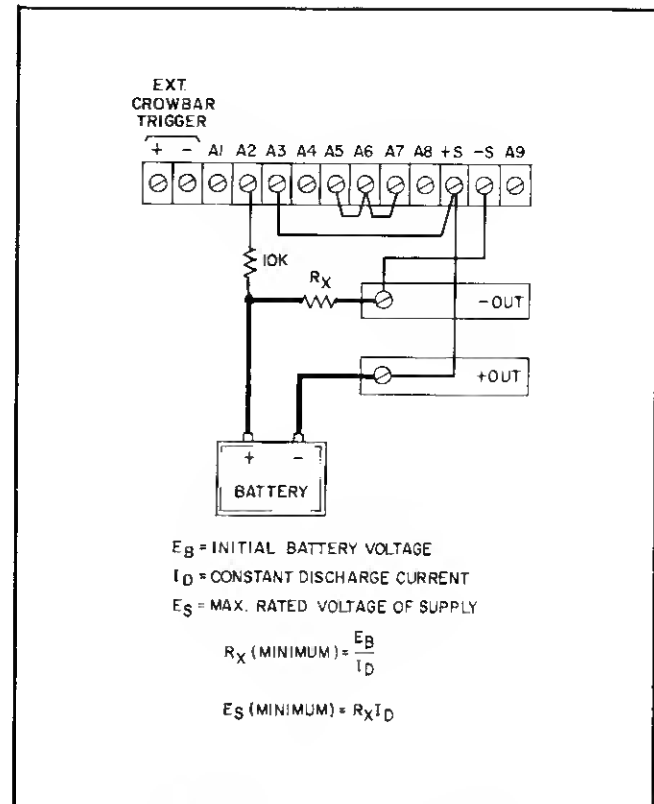 EXT.
CROWBAR
TRIGGER
+ - A1 A2 A3 A4 A5 A6 A7 A8 +S -S A9
10K
RX
-OUT
+OUT
+ -
BATTERY
EB = INITIAL BATTERY VOLTAGE
ID = CONSTANT DISCHARGE CURRENT
ES = MAX. RATED VOLTAGE OF SUPPLY
RX (MINIMUM) = EB
ID
ES (MINIMUM) = RXID